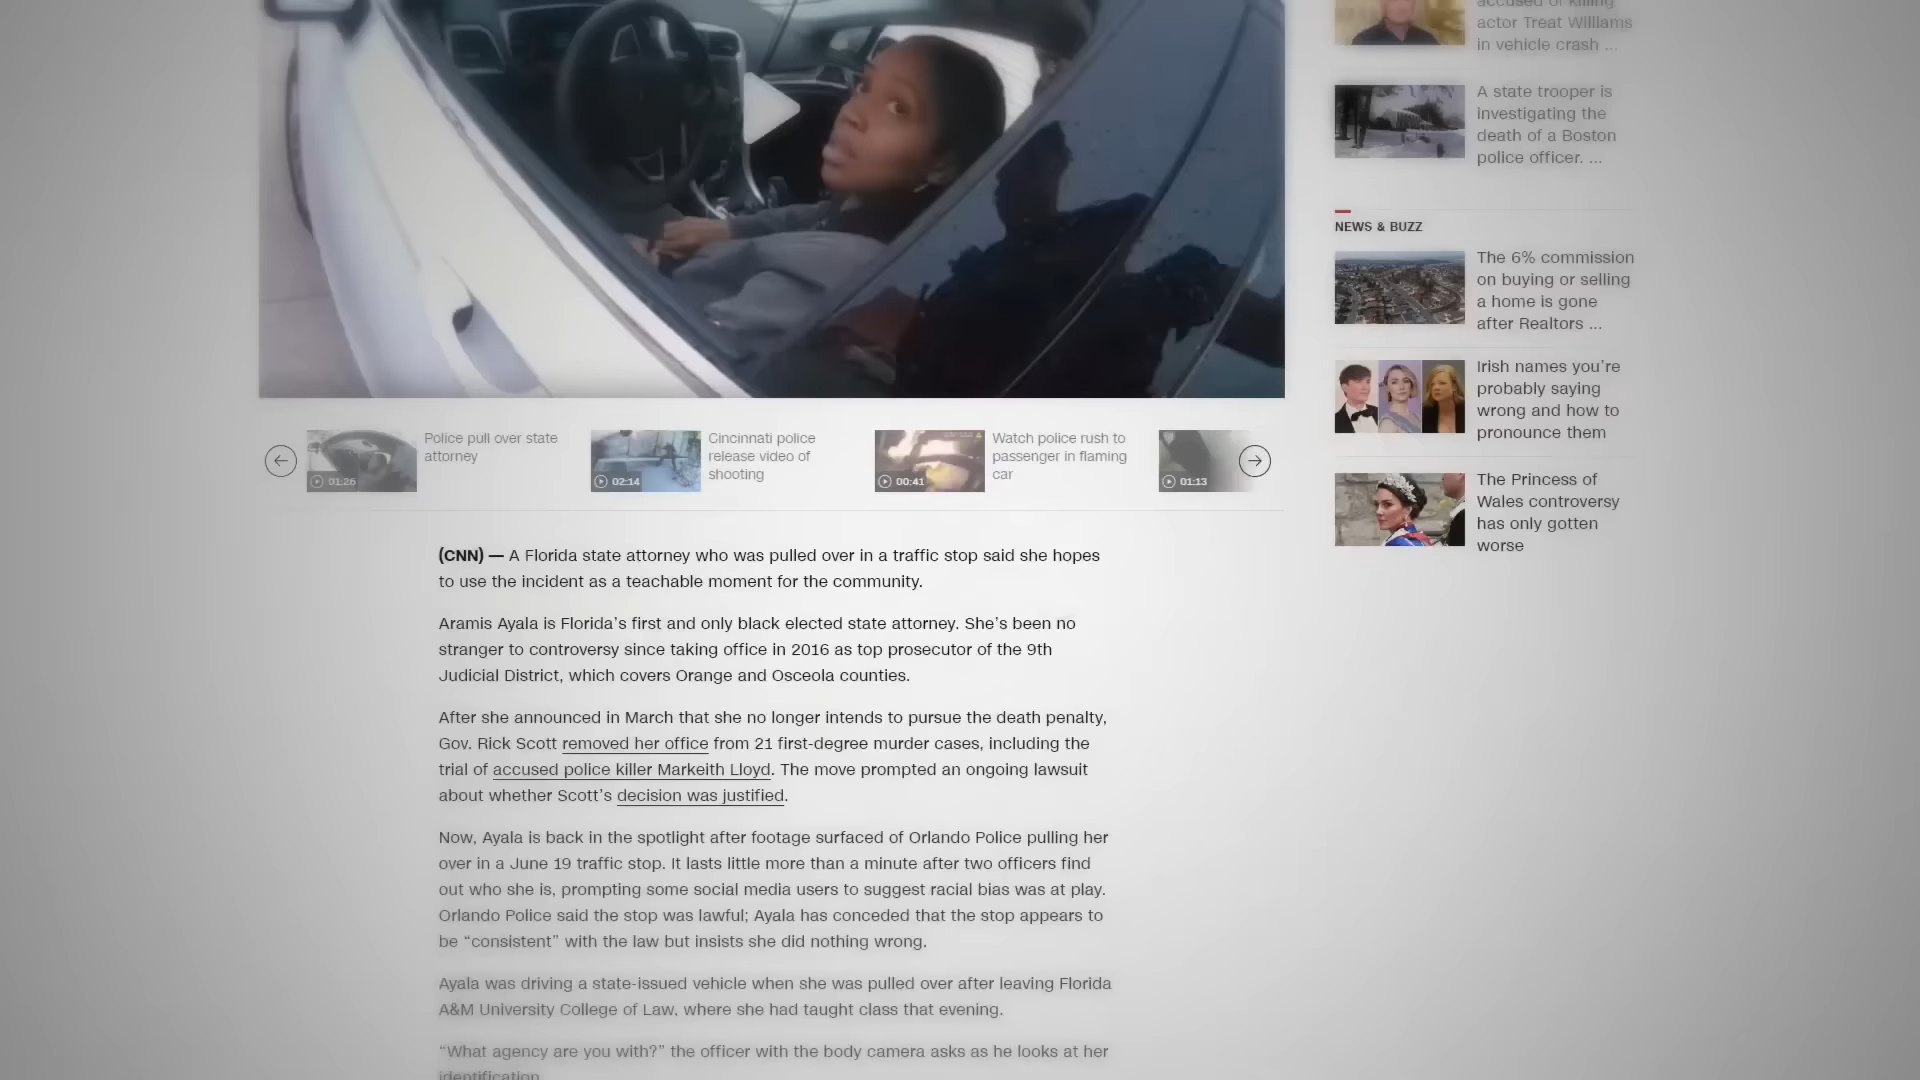 accused of killing
actor Treat Williams
in vehicle crash ...
A state trooper is
investigating the
death of a Boston
police officer. ...
NEWS & BUZZ
The 6% commission
on buying or selling
a home is gone
after Realtors ...
Irish names you're
probably saying
wrong and how to
pronounce them
The Princess of
Wales controversy
has only gotten
worse
01:26
Police pull over state
attorney
02:14
Cincinnati police
release video of
shooting
00:41
Watch police rush to
passenger in flaming
car
01:13
(CNN) — A Florida state attorney who was pulled over in a traffic stop said she hopes
to use the incident as a teachable moment for the community.
Aramis Ayala is Florida's first and only black elected state attorney. She's been no
stranger to controversy since taking office in 2016 as top prosecutor of the 9th
Judicial District, which covers Orange and Osceola counties.
After she announced in March that she no longer intends to pursue the death penalty,
Gov. Rick Scott removed her office from 21 first-degree murder cases, including the
trial of accused police killer Markeith Lloyd. The move prompted an ongoing lawsuit
about whether Scott's decision was justified.
Now, Ayala is back in the spotlight after footage surfaced of Orlando Police pulling her
over in a June 19 traffic stop. It lasts little more than a minute after two officers find
out who she is, prompting some social media users to suggest racial bias was at play.
Orlando Police said the stop was lawful; Ayala has conceded that the stop appears to
be “consistent” with the law but insists she did nothing wrong.
Ayala was driving a state-issued vehicle when she was pulled over after leaving Florida
A&M University College of Law, where she had taught class that evening.
“What agency are you with?” the officer with the body camera asks as he looks at her
identification.